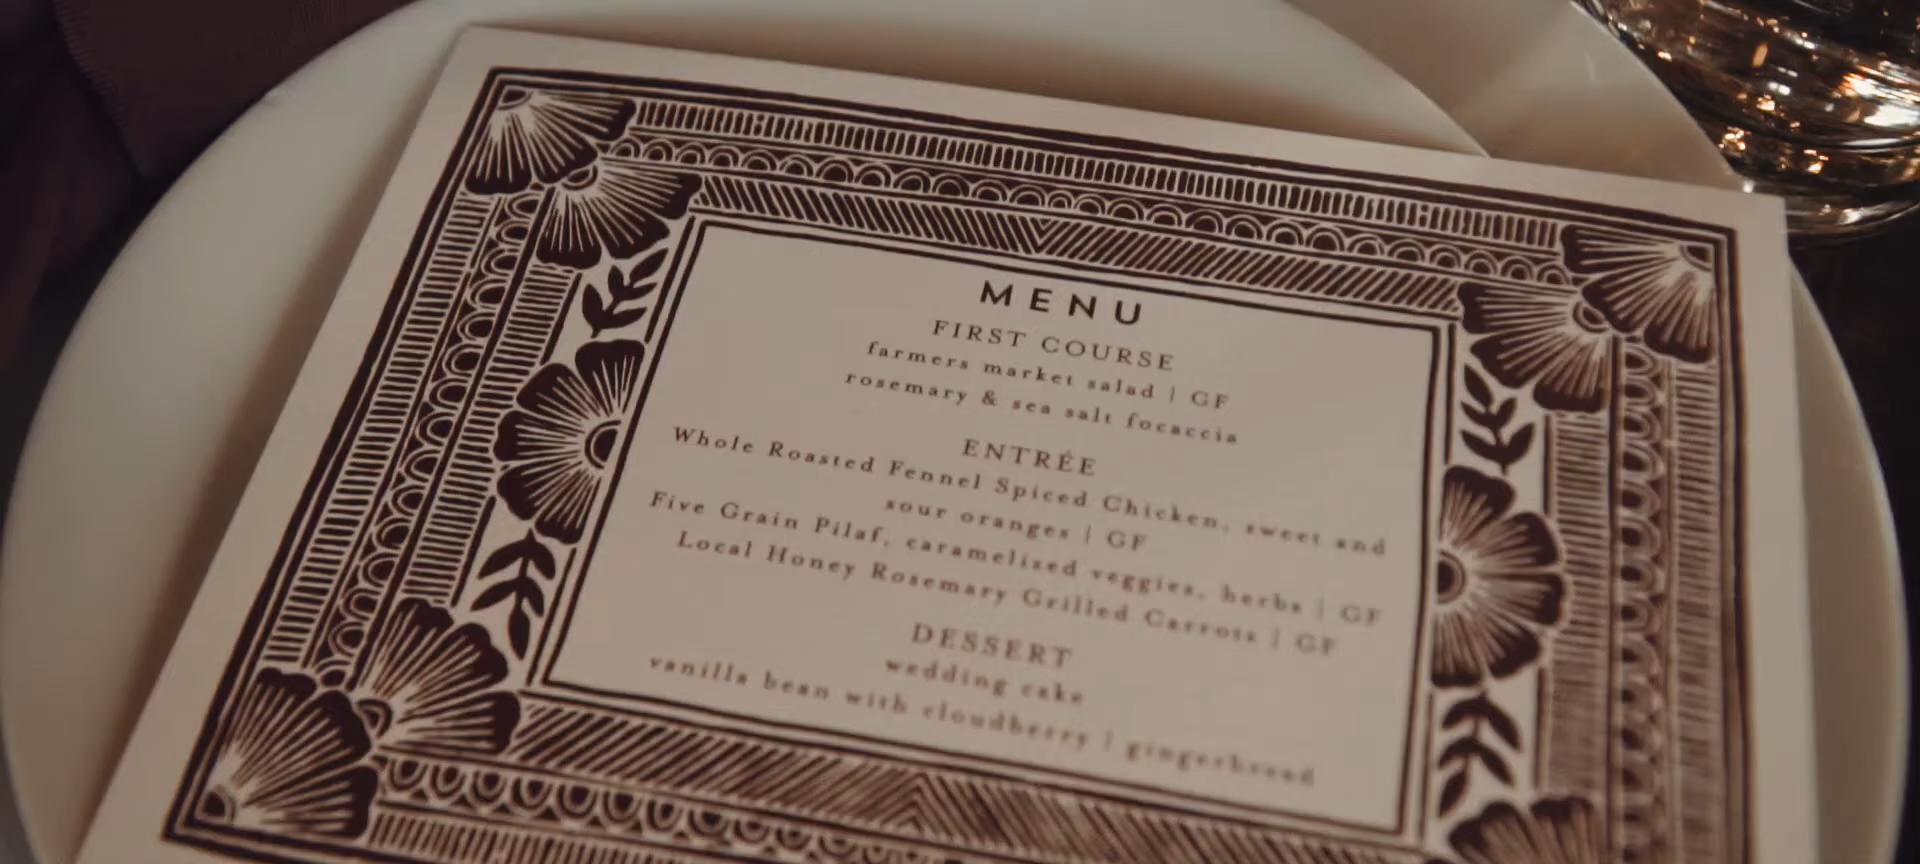 MENU
FIRST COURSE
farmers market salad | GF
rosemary & sea salt focaccia
ENTRÉE
Whole Roasted Fennel Spiced Chicken, sweet and
sour oranges | GF
Five Grain Pilaf, caramelized veggies, herbs | GF
Local Honey Rosemary Grilled Carrots | GF
DESSERT
wedding cake
vanilla bean with cloudberry | gingerbread